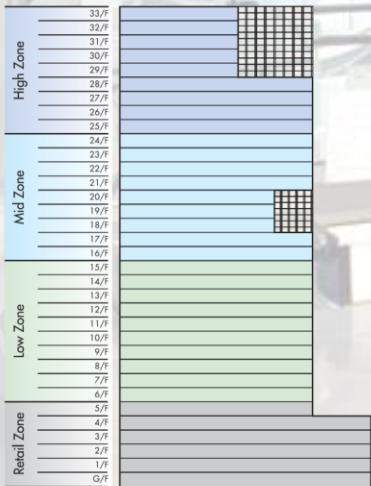 High Zone
33/F
32/F
31/F
30/F
29/F
28/F
27/F
26/F
25/F
Mid Zone
24/F
23/F
22/F
21/F
20/F
19/F
18/F
17/F
16/F
Low Zone
15/F
14/F
13/F
12/F
11/F
10/F
9/F
8/F
7/F
6/F
Retail Zone
5/F
4/F
3/F
2/F
1/F
G/F